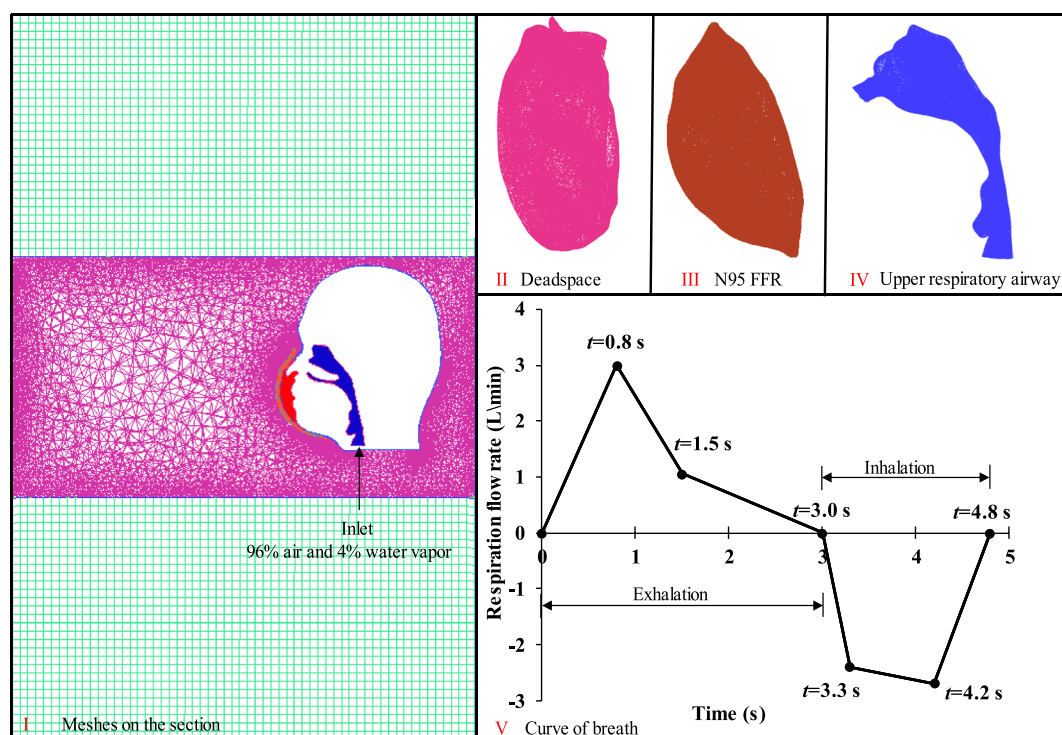 Inlet
96% air and 4% water vapor
I Meshes on the section
II Deadspace
III N95 FFR
IV Upper respiratory airway
Respiration flow rate (L\min)
4
3
2
1
0
-1
-2
-3
0 1 2 3 4 5
t=0.8 s
t=1.5 s
Inhalation
t=3.0 s
t=4.8 s
Exhalation
t=3.3 s
t=4.2 s
Time (s)
V Curve of breath